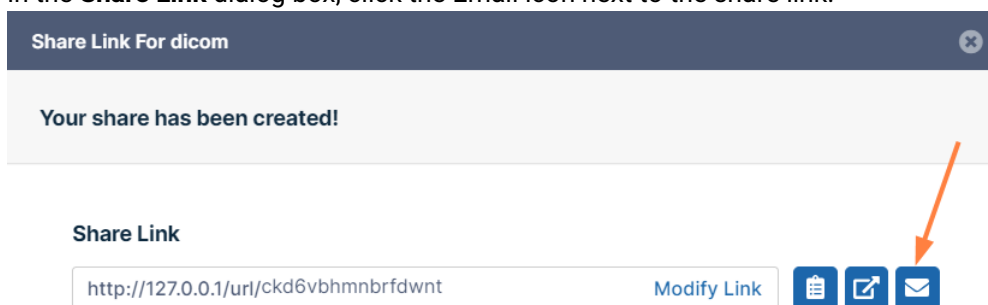 In the Share Link dialog box, click the Email icon next to the share link.
Share Link For dicom
Your share has been created!
Share Link
http://127.0.0.1/url/ckd6vbhmnbrfdwnt Modify Link